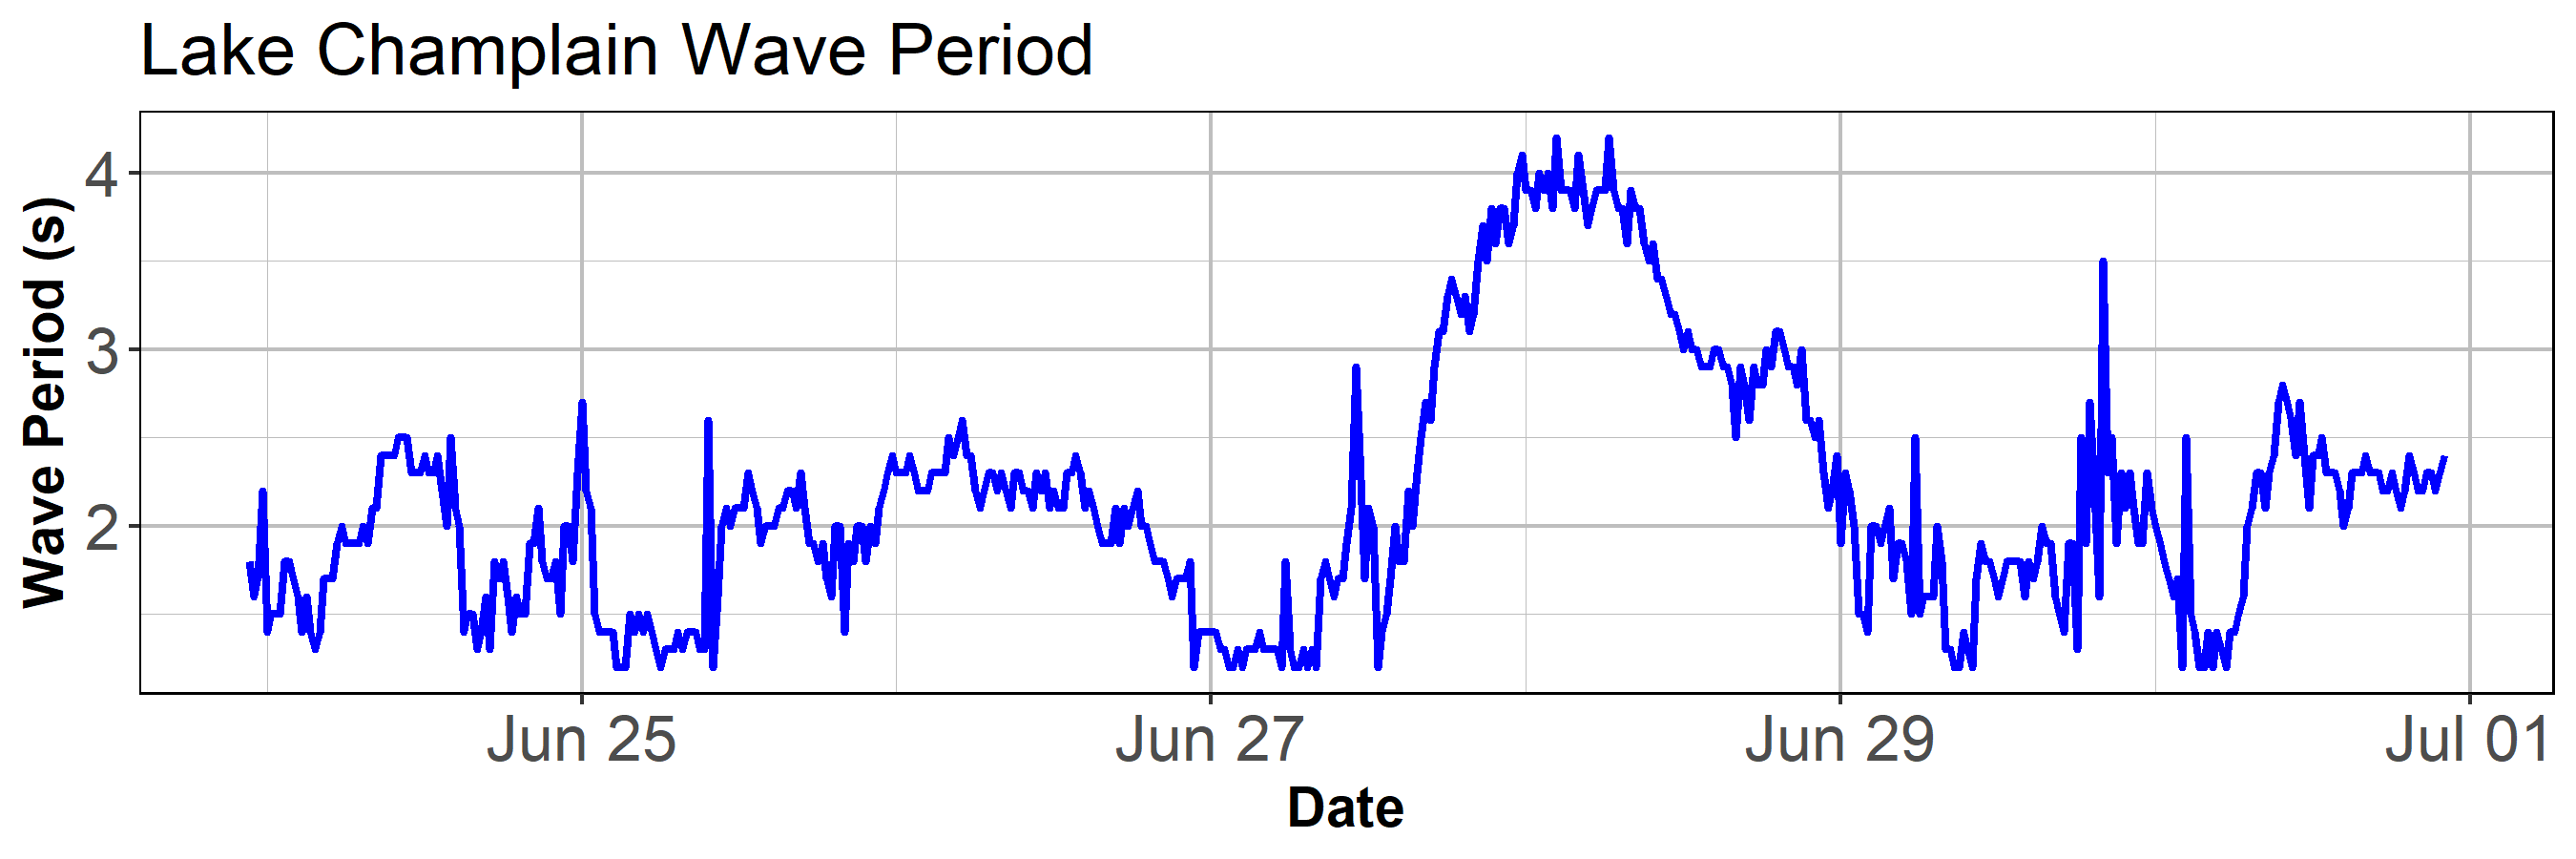 Lake Champlain Wave Period
Wave Period (s)
4
3
2
Jun 25
Jun 27
Jun 29
Jul 01
Date